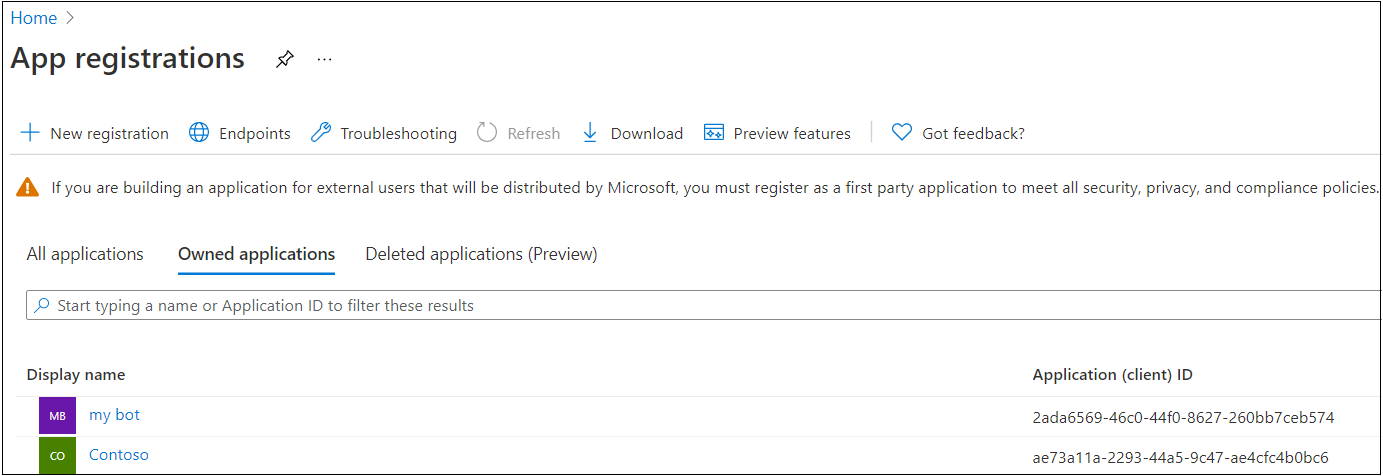 Home >
App registrations ...
New registration Endpoints Troubleshooting Refresh Download Preview features Got feedback?
If you are building an application for external users that will be distributed by Microsoft, you must register as a first party application to meet all security, privacy, and compliance policies.
All applications Owned applications Deleted applications (Preview)
Start typing a name or Application ID to filter these results
Display name Application (client) ID
MB my bot 2ada6569-46c0-44f0-8627-260bb7ceb574
CO Contoso ae73a11a-2293-44a5-9c47-ae4cfc4b0bc6